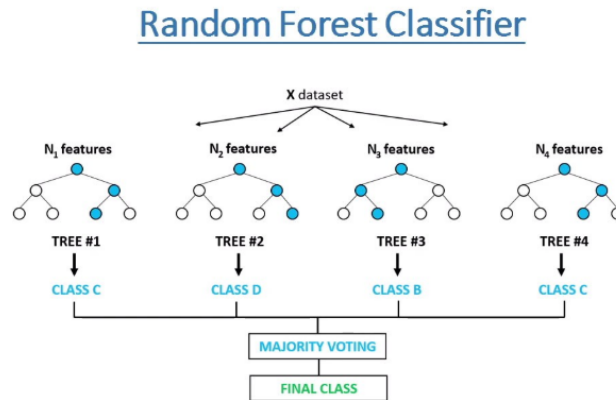 Random Forest Classifier
X dataset
N₁ features N₂ features N₃ features N₄ features
TREE #1 TREE #2 TREE #3 TREE #4
CLASS C CLASS D CLASS B CLASS C
MAJORITY VOTING
FINAL CLASS